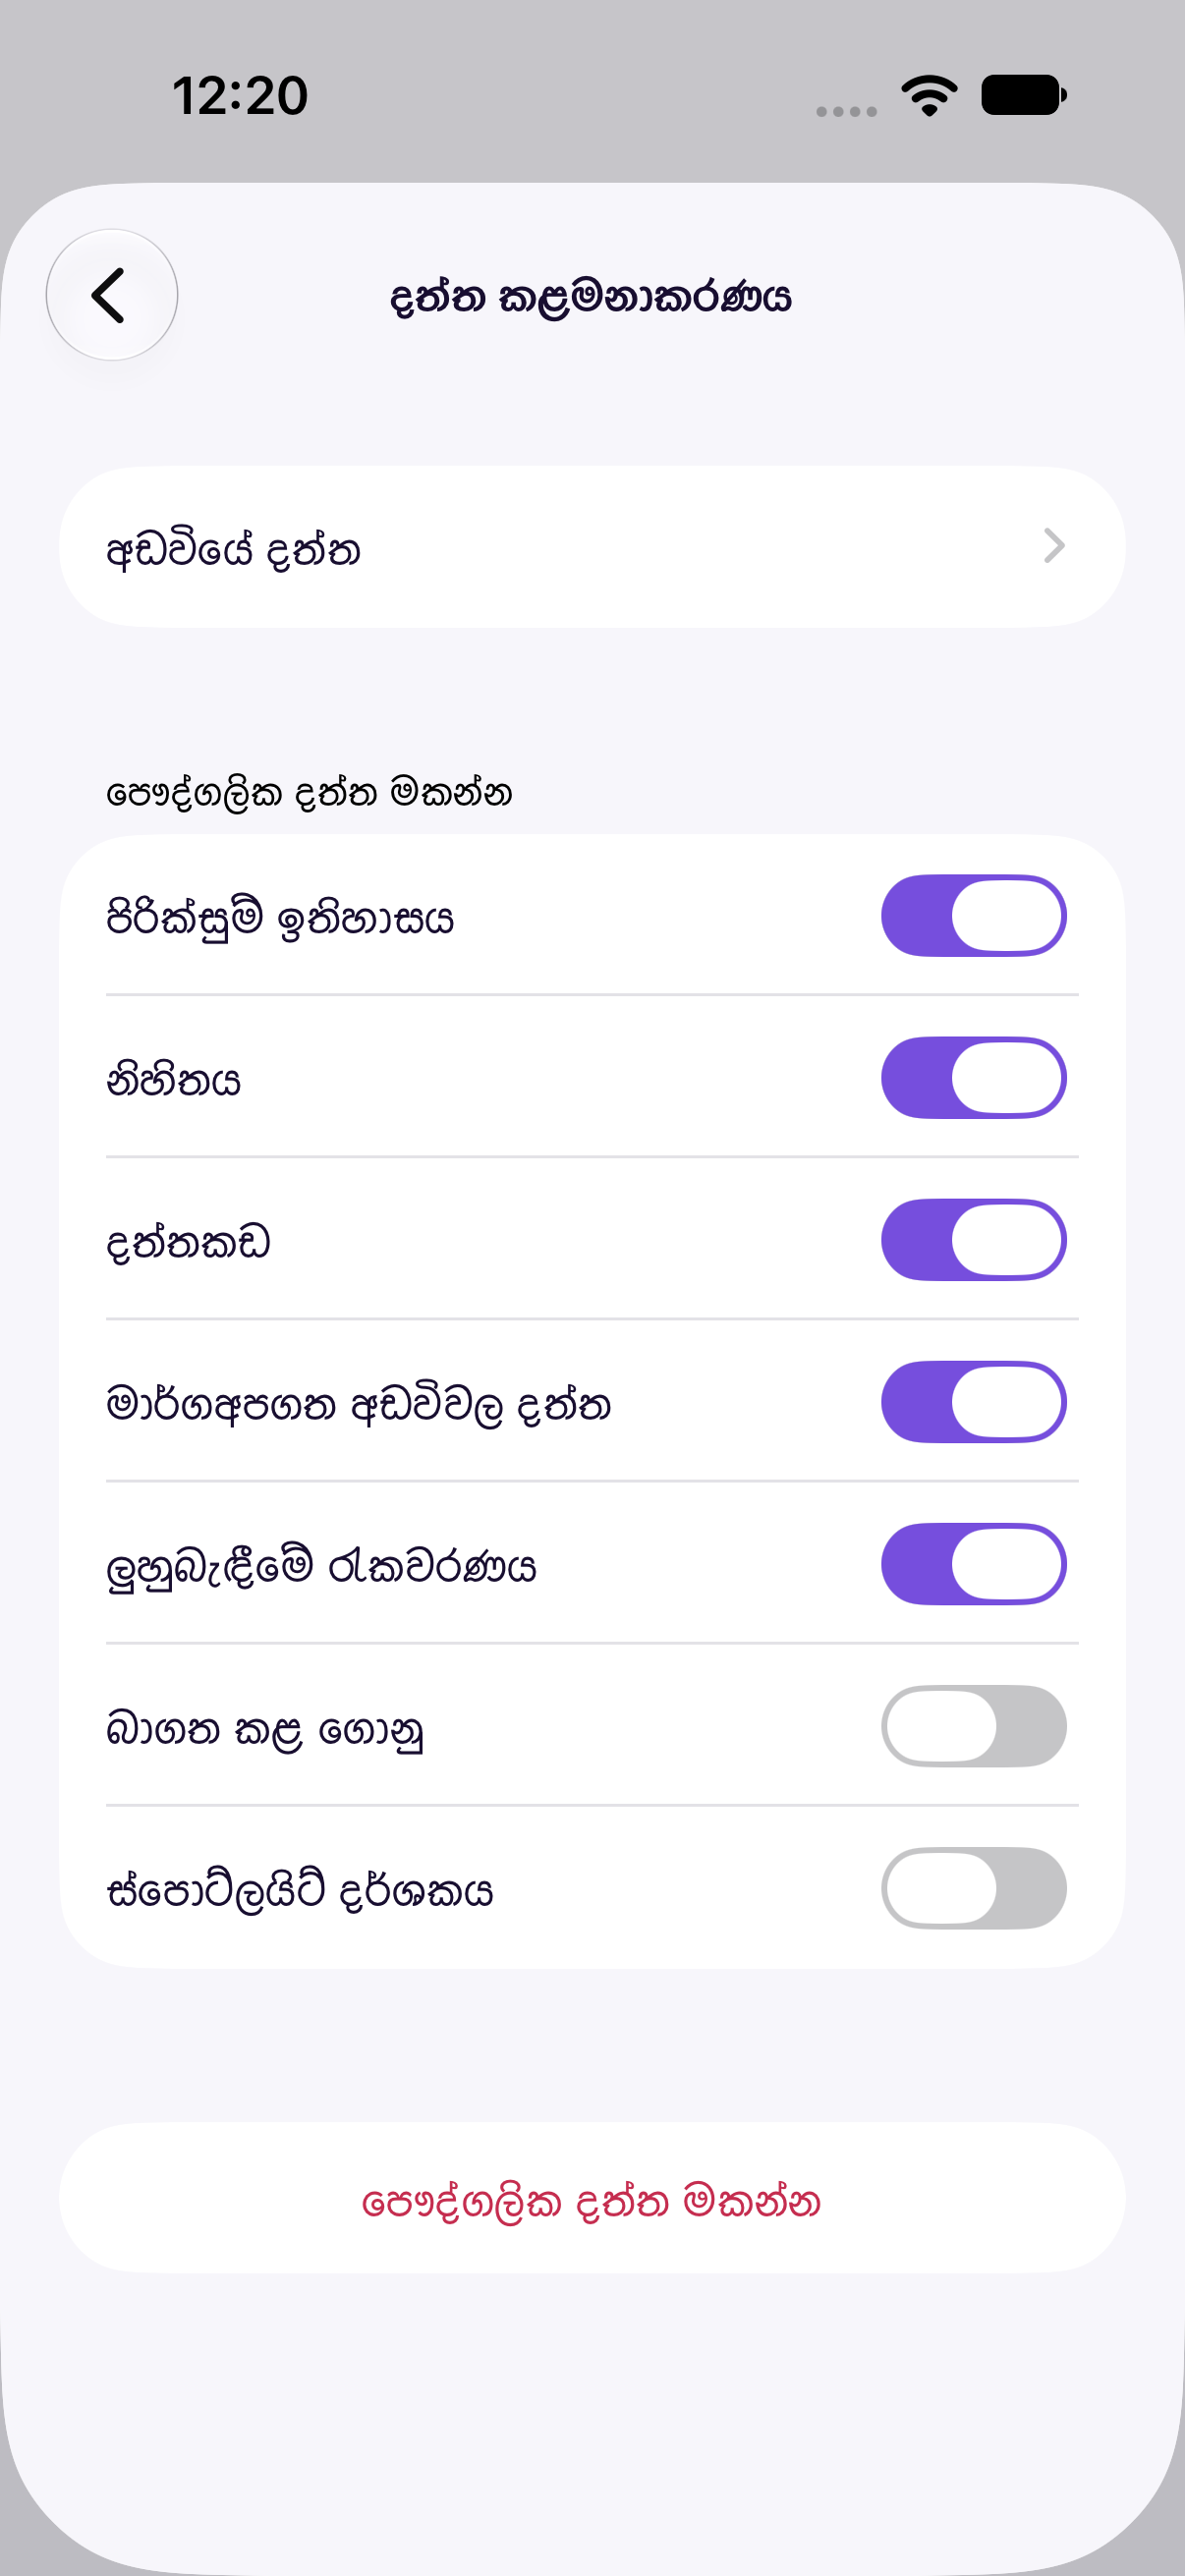 12:20
දත්ත කළමනාකරණය
අඩවියේ දත්ත
පෞද්ගලික දත්ත මකන්න
පිරික්සුම් ඉතිහාසය
නිහිතය
දත්තකඩ
මාර්ගඅපගත අඩවිවල දත්ත
ලුහුබැඳීමේ රැකවරණය
බාගත කළ ගොනු
ස්පොට්ලයිට් දර්ශකය
පෞද්ගලික දත්ත මකන්න